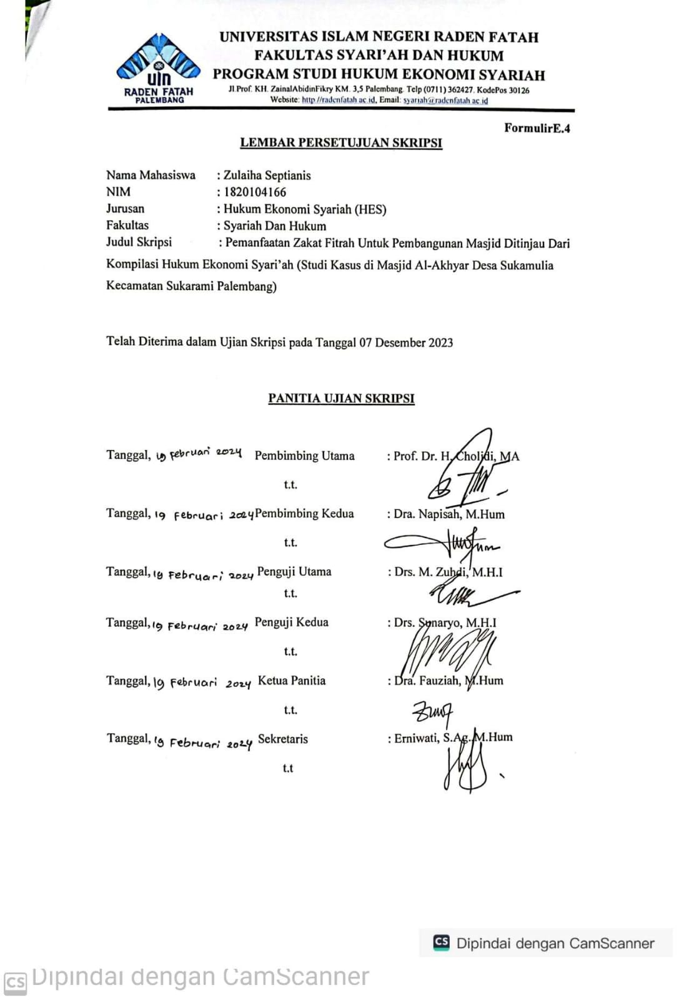 UNIVERSITAS ISLAM NEGERI RADEN FATAH
FAKULTAS SYARI'AH DAN HUKUM
PROGRAM STUDI HUKUM EKONOMI SYARIAH
Jl.Prof. KH. ZainalAbidinFikry KM. 3,5 Palembang. Telp (0711) 362427. KodePos 30126
Website: http://radenfatah.ac.id, Email: syariah@radenfatah.ac.id
uin
RADEN FATAH
PALEMBANG
FormulirE.4
LEMBAR PERSETUJUAN SKRIPSI
Nama Mahasiswa : Zulaiha Septianis
NIM : 1820104166
Jurusan : Hukum Ekonomi Syariah (HES)
Fakultas : Syariah Dan Hukum
Judul Skripsi : Pemanfaatan Zakat Fitrah Untuk Pembangunan Masjid Ditinjau Dari
Kompilasi Hukum Ekonomi Syari'ah (Studi Kasus di Masjid Al-Akhyar Desa Sukamulia
Kecamatan Sukarami Palembang)
Telah Diterima dalam Ujian Skripsi pada Tanggal 07 Desember 2023
PANITIA UJIAN SKRIPSI
Tanggal, 19 Februari 2024 Pembimbing Utama : Prof. Dr. H. Cholidi, MA
t.t.
Tanggal, 19 Februari 2024 Pembimbing Kedua : Dra. Napisah, M.Hum
t.t.
Tanggal, 19 Februari 2024 Penguji Utama : Drs. M. Zuhdi, M.H.I
t.t.
Tanggal, 19 Februari 2024 Penguji Kedua : Drs. Sunaryo, M.H.I
t.t.
Tanggal, 19 Februari 2024 Ketua Panitia : Dra. Fauziah, M.Hum
t.t.
Tanggal, 19 Februari 2024 Sekretaris : Erniwati, S.Ag.,M.Hum
t.t
CS Dipindai dengan CamScanner
CS Dipindai dengan CamScanner